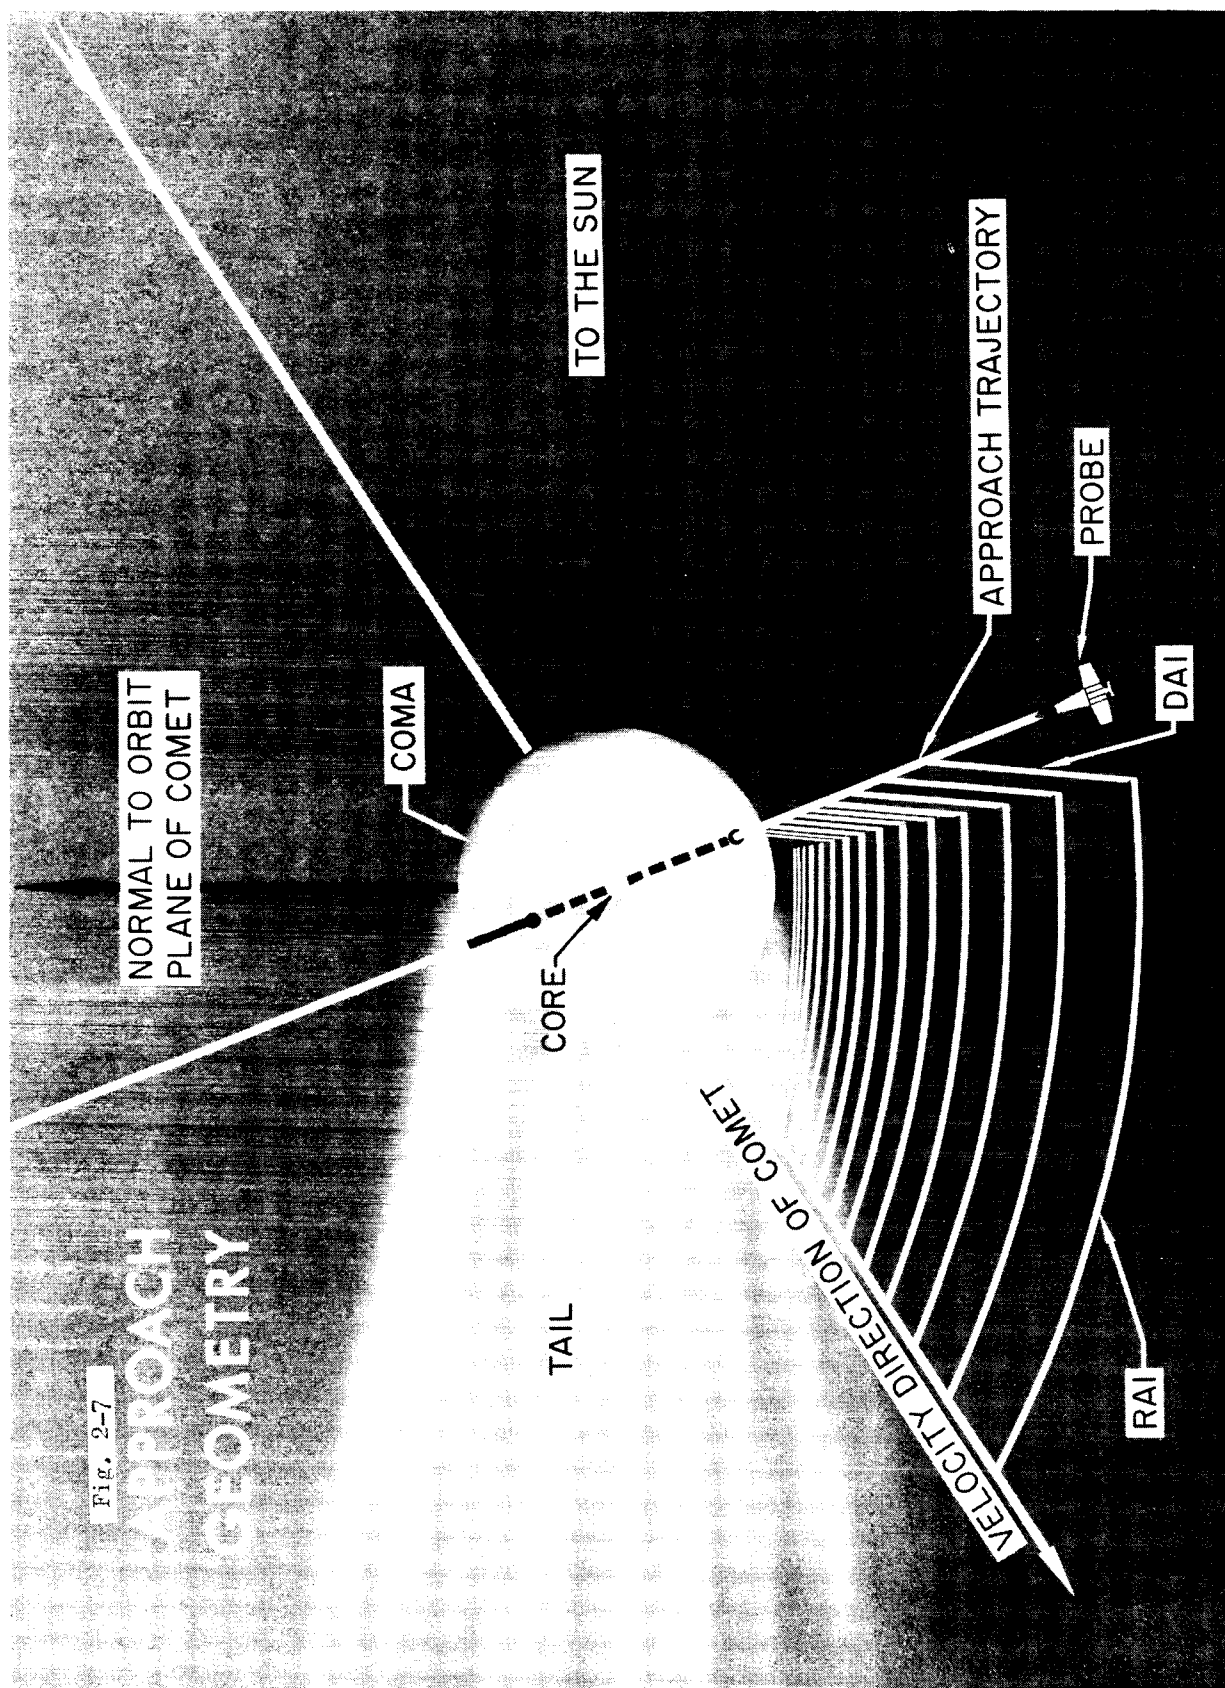 Fig. 2-7
APPROACH
GEOMETRY
NORMAL TO ORBIT
PLANE OF COMET
COMA
TO THE SUN
CORE
TAIL
VELOCITY DIRECTION OF COMET
APPROACH TRAJECTORY
PROBE
DAI
RAI